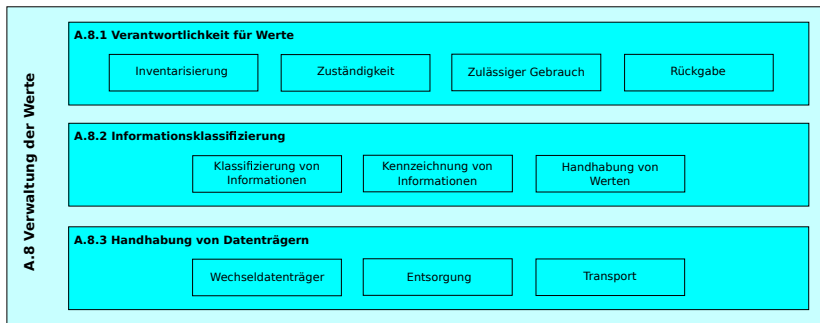 A.8 Verwaltung der Werte
A.8.1 Verantwortlichkeit für Werte
Inventarisierung
Zuständigkeit
Zulässiger Gebrauch
Rückgabe
A.8.2 Informationsklassifizierung
Klassifizierung von
Informationen
Kennzeichnung von
Informationen
Handhabung von
Werten
A.8.3 Handhabung von Datenträgern
Wechseldatenträger
Entsorgung
Transport